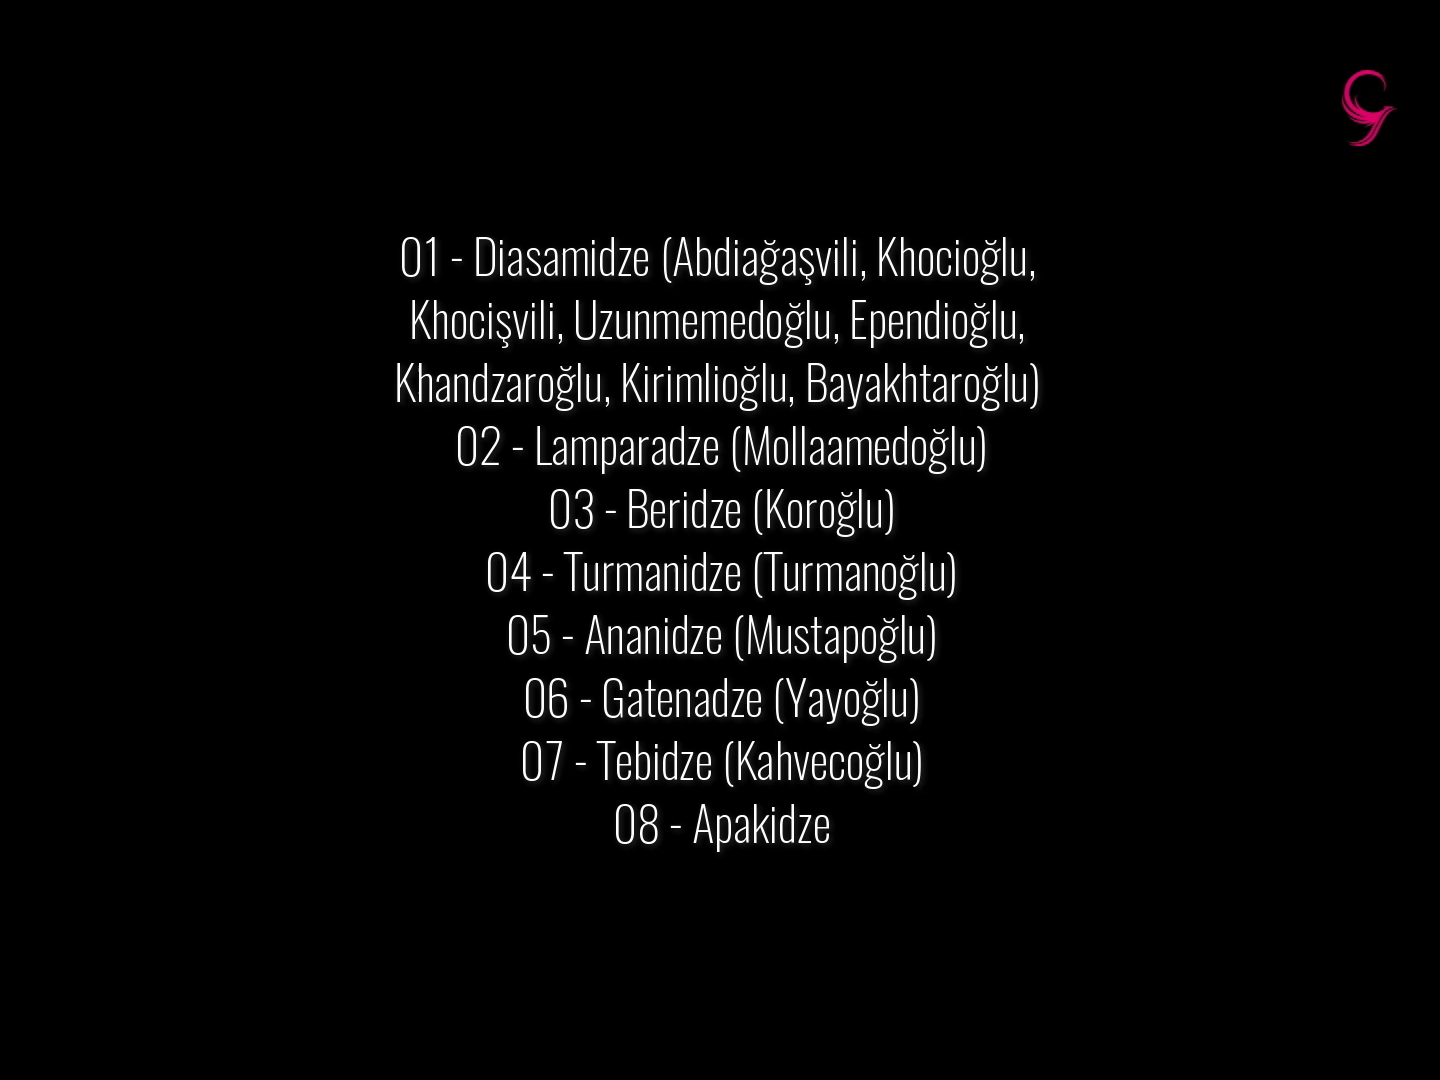 01 - Diasamidze (Abdiağaşvili, Khocioğlu,
Khocişvili, Uzunmemedoğlu, Ependioğlu,
Khandzaroğlu, Kirimlioğlu, Bayakhtaroğlu)
02 - Lamparadze (Mollaamedoğlu)
03 - Beridze (Koroğlu)
04 - Turmanidze (Turmanoğlu)
05 - Ananidze (Mustapoğlu)
06 - Gatenadze (Yayoğlu)
07 - Tebidze (Kahvecoğlu)
08 - Apakidze